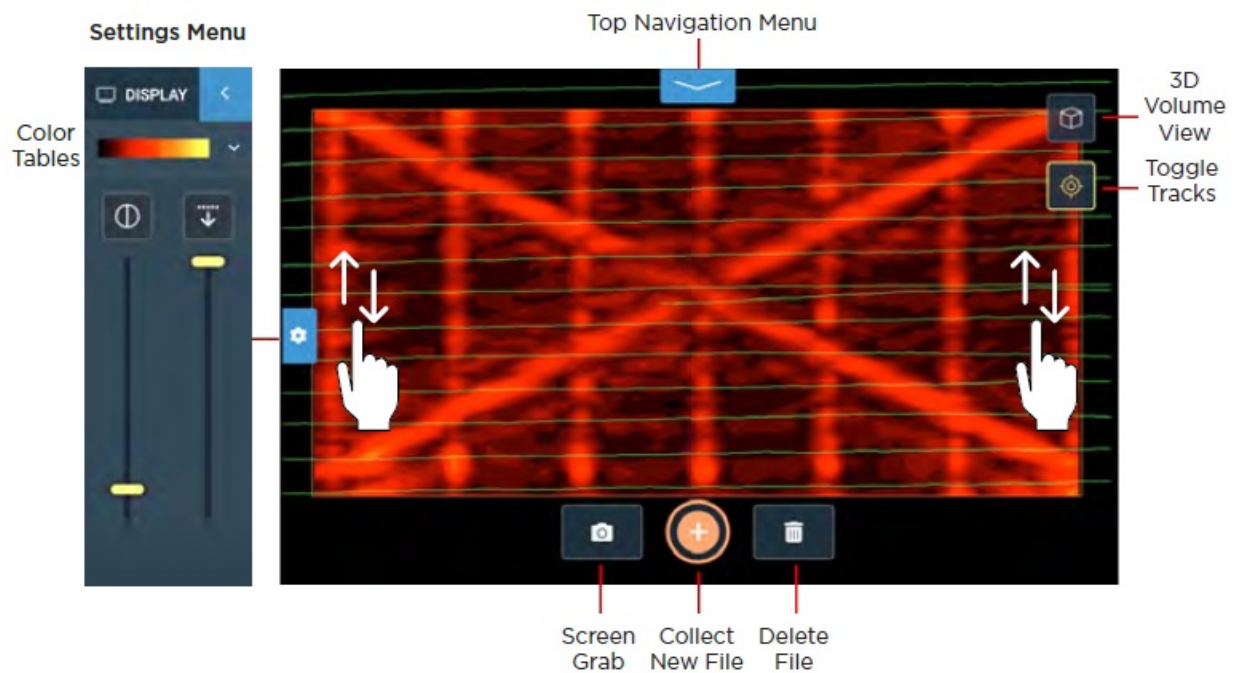 Top Navigation Menu
Settings Menu
DISPLAY
Color
Tables
3D
Volume
View
Toggle
Tracks
Screen
Grab
Collect
New File
Delete
File